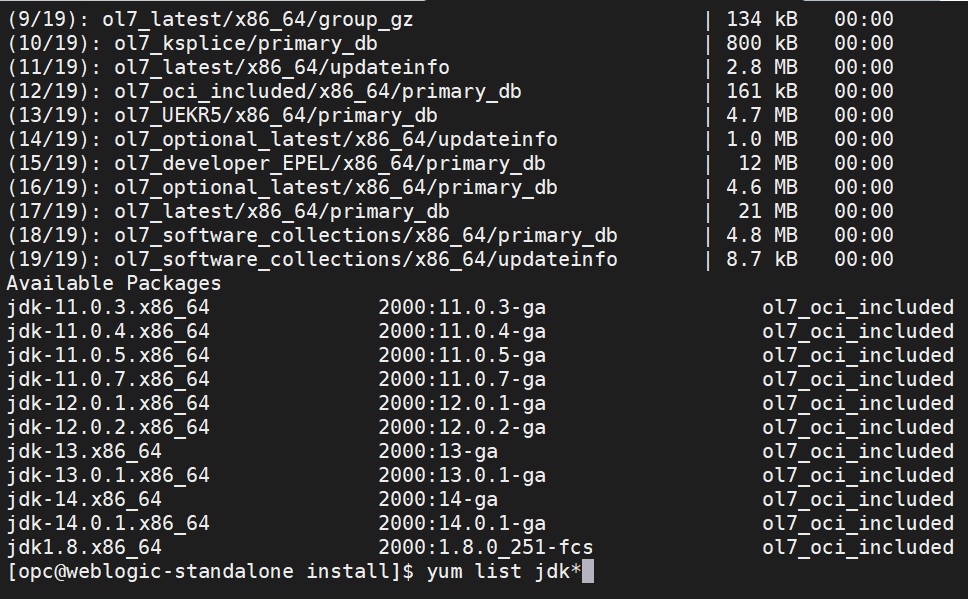 (9/19): ol7_latest/x86_64/group_gz | 134 kB 00:00
(10/19): ol7_ksplice/primary_db | 800 kB 00:00
(11/19): ol7_latest/x86_64/updateinfo | 2.8 MB 00:00
(12/19): ol7_oci_included/x86_64/primary_db | 161 kB 00:00
(13/19): ol7_UEKR5/x86_64/primary_db | 4.7 MB 00:00
(14/19): ol7_optional_latest/x86_64/updateinfo | 1.0 MB 00:00
(15/19): ol7_developer_EPEL/x86_64/primary_db | 12 MB 00:00
(16/19): ol7_optional_latest/x86_64/primary_db | 4.6 MB 00:00
(17/19): ol7_latest/x86_64/primary_db | 21 MB 00:00
(18/19): ol7_software_collections/x86_64/primary_db | 4.8 MB 00:00
(19/19): ol7_software_collections/x86_64/updateinfo | 8.7 kB 00:00
Available Packages
jdk-11.0.3.x86_64 2000:11.0.3-ga ol7_oci_included
jdk-11.0.4.x86_64 2000:11.0.4-ga ol7_oci_included
jdk-11.0.5.x86_64 2000:11.0.5-ga ol7_oci_included
jdk-11.0.7.x86_64 2000:11.0.7-ga ol7_oci_included
jdk-12.0.1.x86_64 2000:12.0.1-ga ol7_oci_included
jdk-12.0.2.x86_64 2000:12.0.2-ga ol7_oci_included
jdk-13.x86_64 2000:13-ga ol7_oci_included
jdk-13.0.1.x86_64 2000:13.0.1-ga ol7_oci_included
jdk-14.x86_64 2000:14-ga ol7_oci_included
jdk-14.0.1.x86_64 2000:14.0.1-ga ol7_oci_included
jdk1.8.x86_64 2000:1.8.0_251-fcs ol7_oci_included
[opc@weblogic-standalone install]$ yum list jdk*